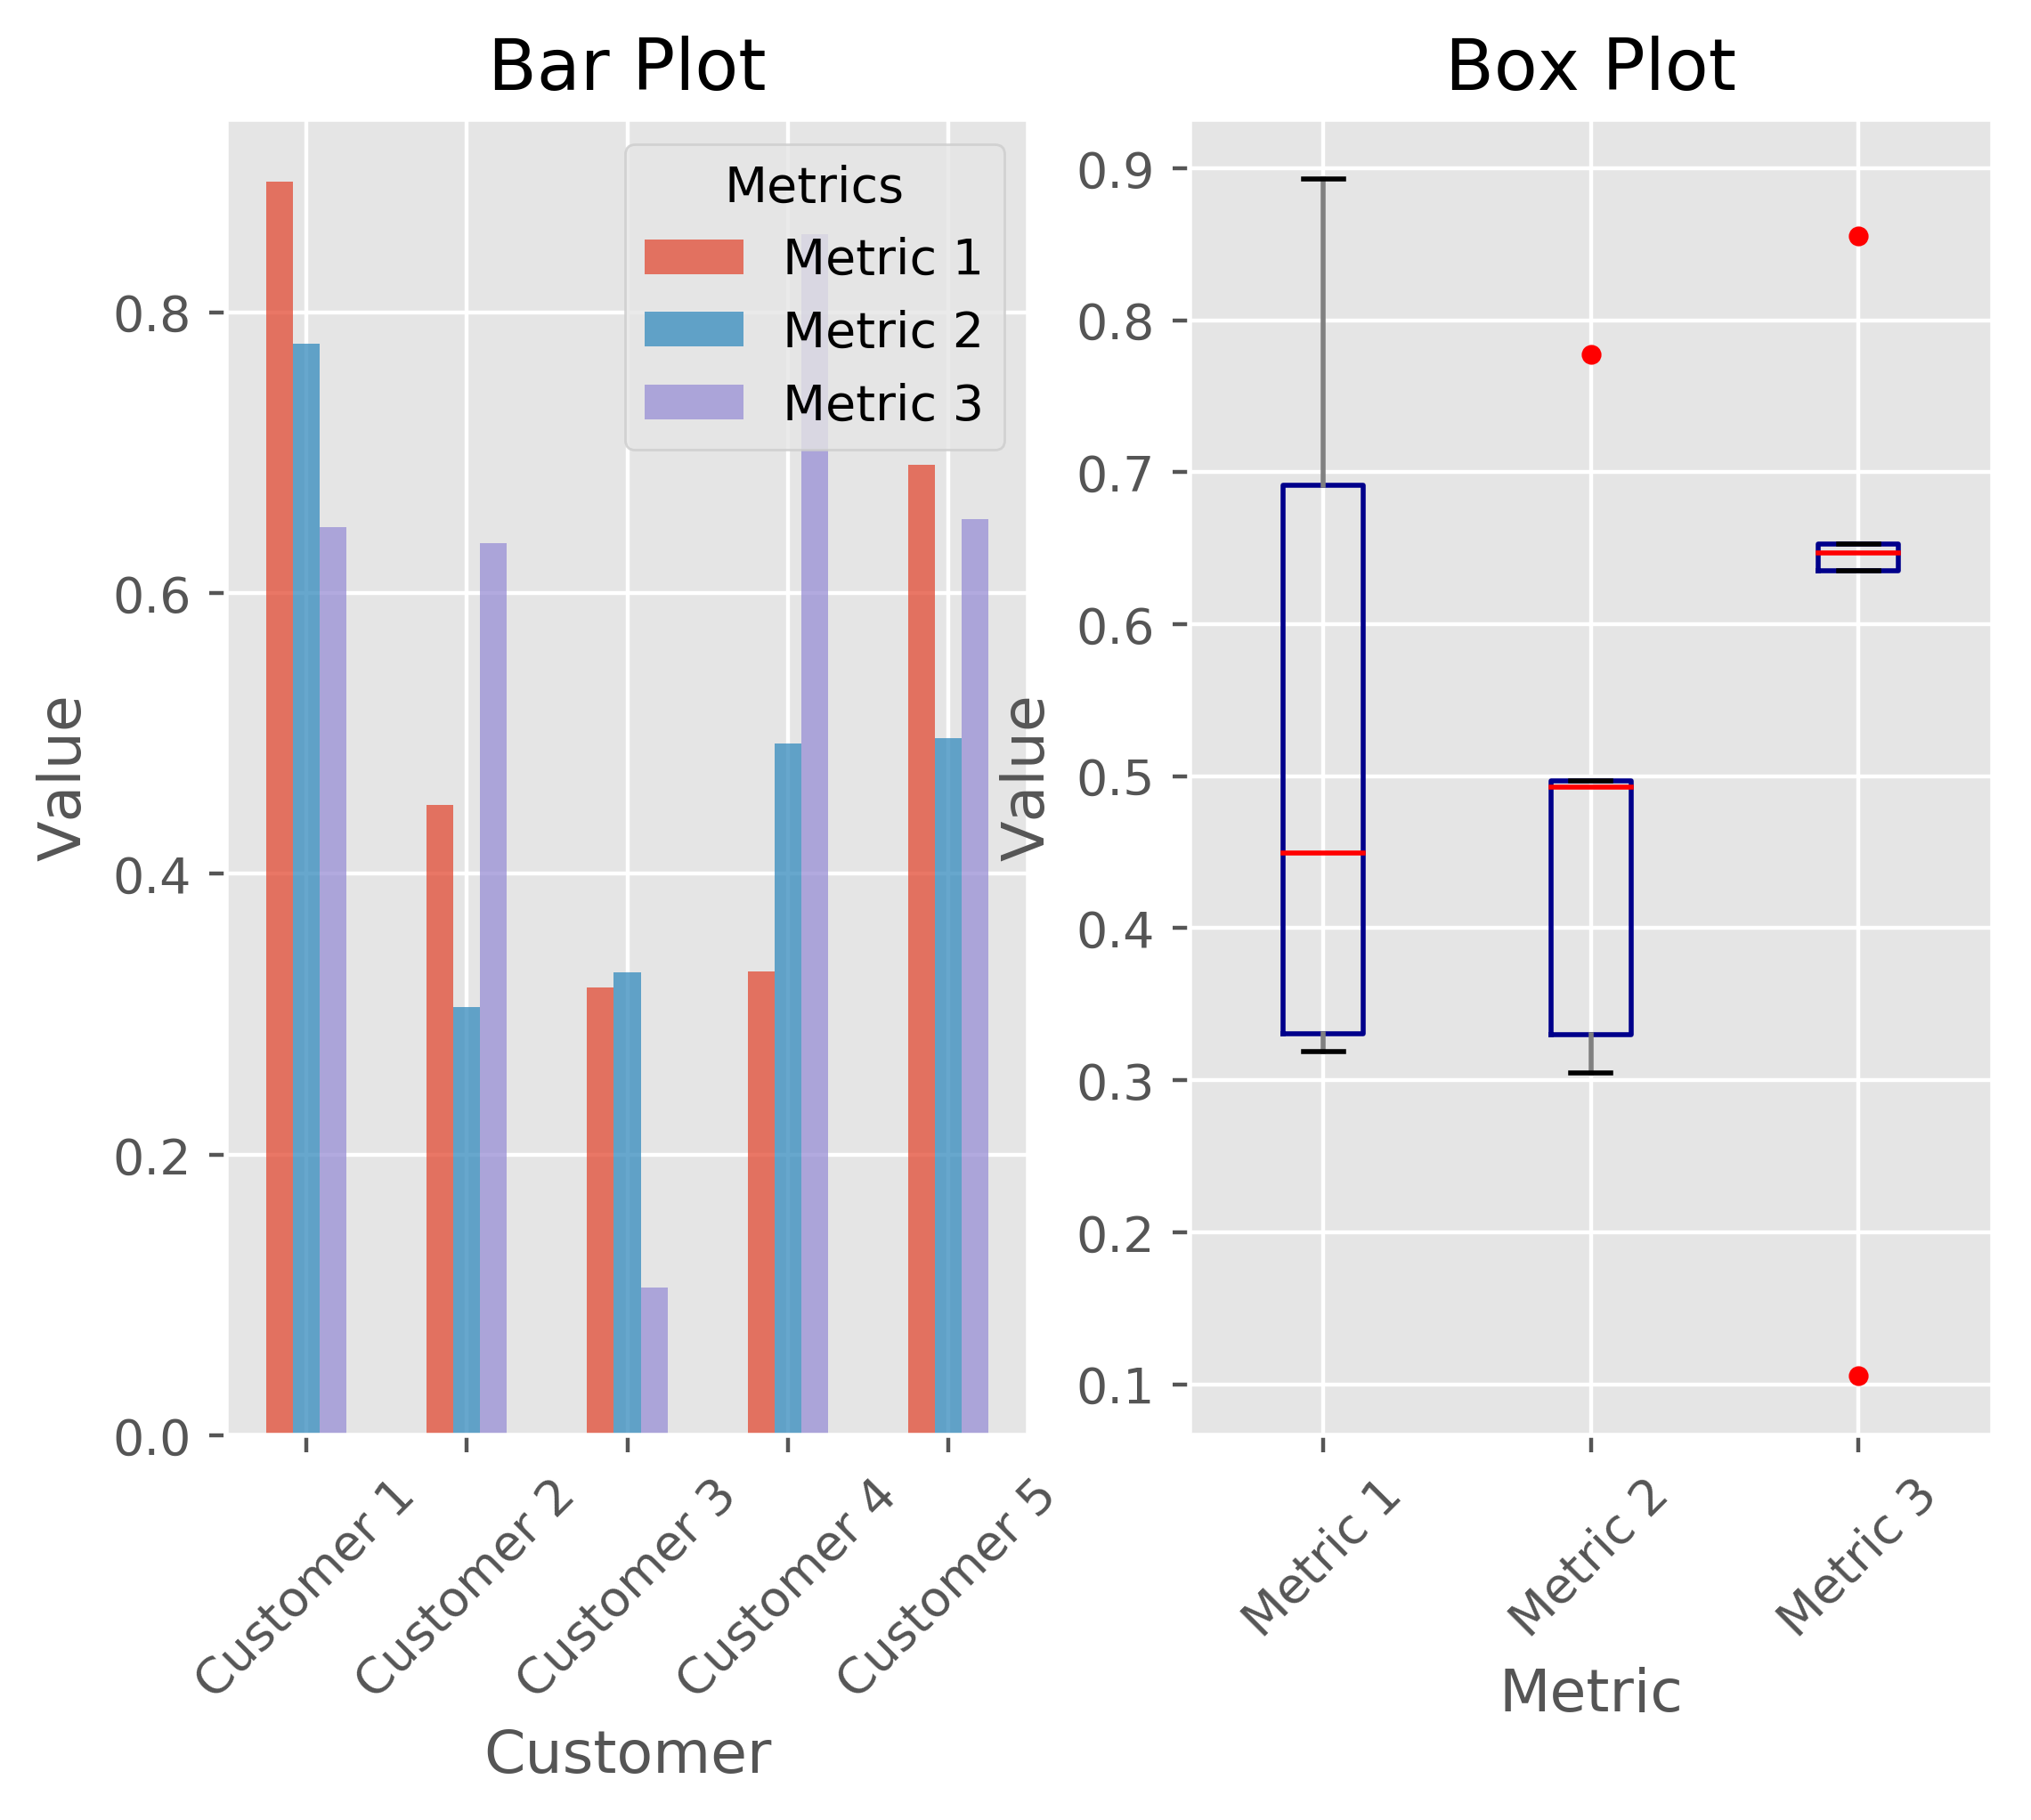 Bar Plot
Metrics
Metric 1
Metric 2
Metric 3
Value
0.8
0.6
0.4
0.2
0.0
Customer 1
Customer 2
Customer 3
Customer 4
Customer 5
Customer
Box Plot
Value
0.9
0.8
0.7
0.6
0.5
0.4
0.3
0.2
0.1
Metric 1
Metric 2
Metric 3
Metric